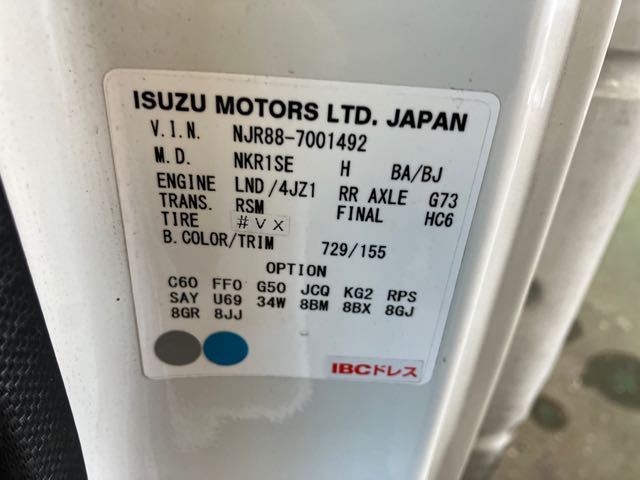 ISUZU MOTORS LTD. JAPAN
V.I.N. NJR88-7001492
M.D. NKR1SE H BA/BJ
ENGINE LND/4JZ1 RR AXLE G73
TRANS. RSM FINAL HC6
TIRE #VX
B.COLOR/TRIM 729/155
OPTION
C60 FF0 G50 JCQ KG2 RPS
SAY U69 34W 8BM 8BX 8GJ
8GR 8JJ
IBCドレス